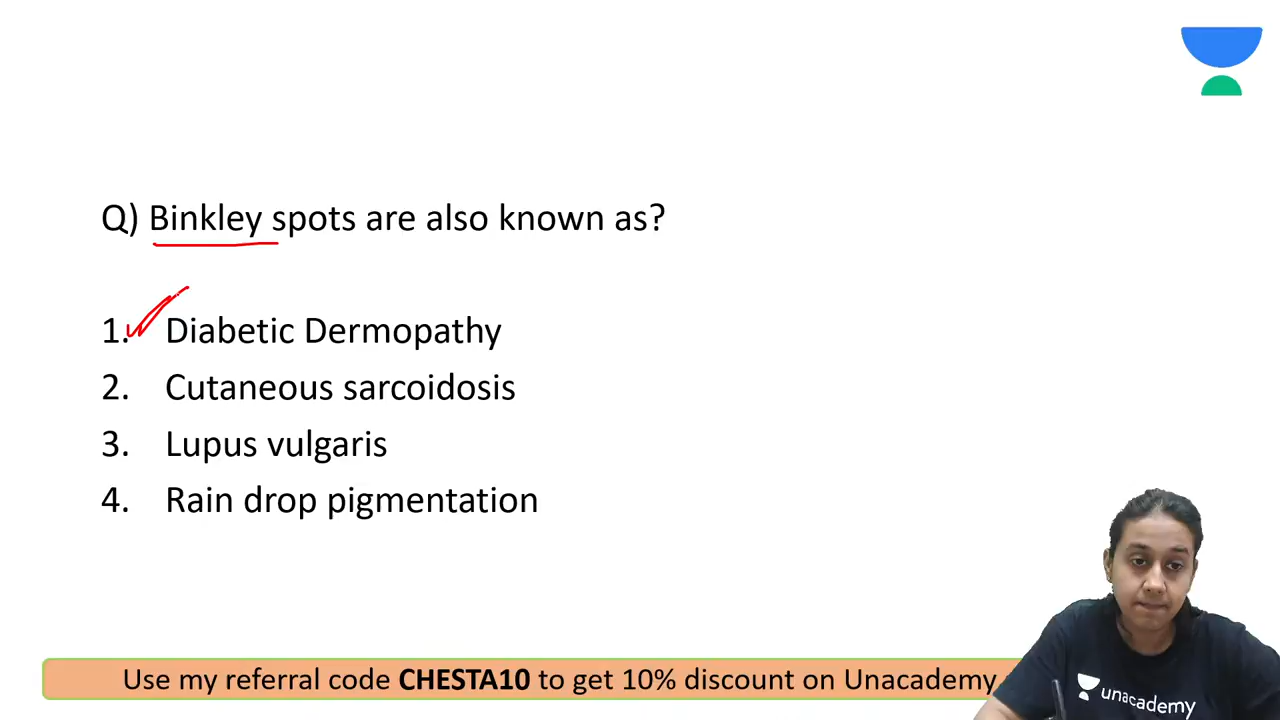 Q) Binkley spots are also known as?
1. Diabetic Dermopathy
2. Cutaneous sarcoidosis
3. Lupus vulgaris
4. Rain drop pigmentation
Use my referral code CHESTA10 to get 10% discount on Unacademy
unacademy